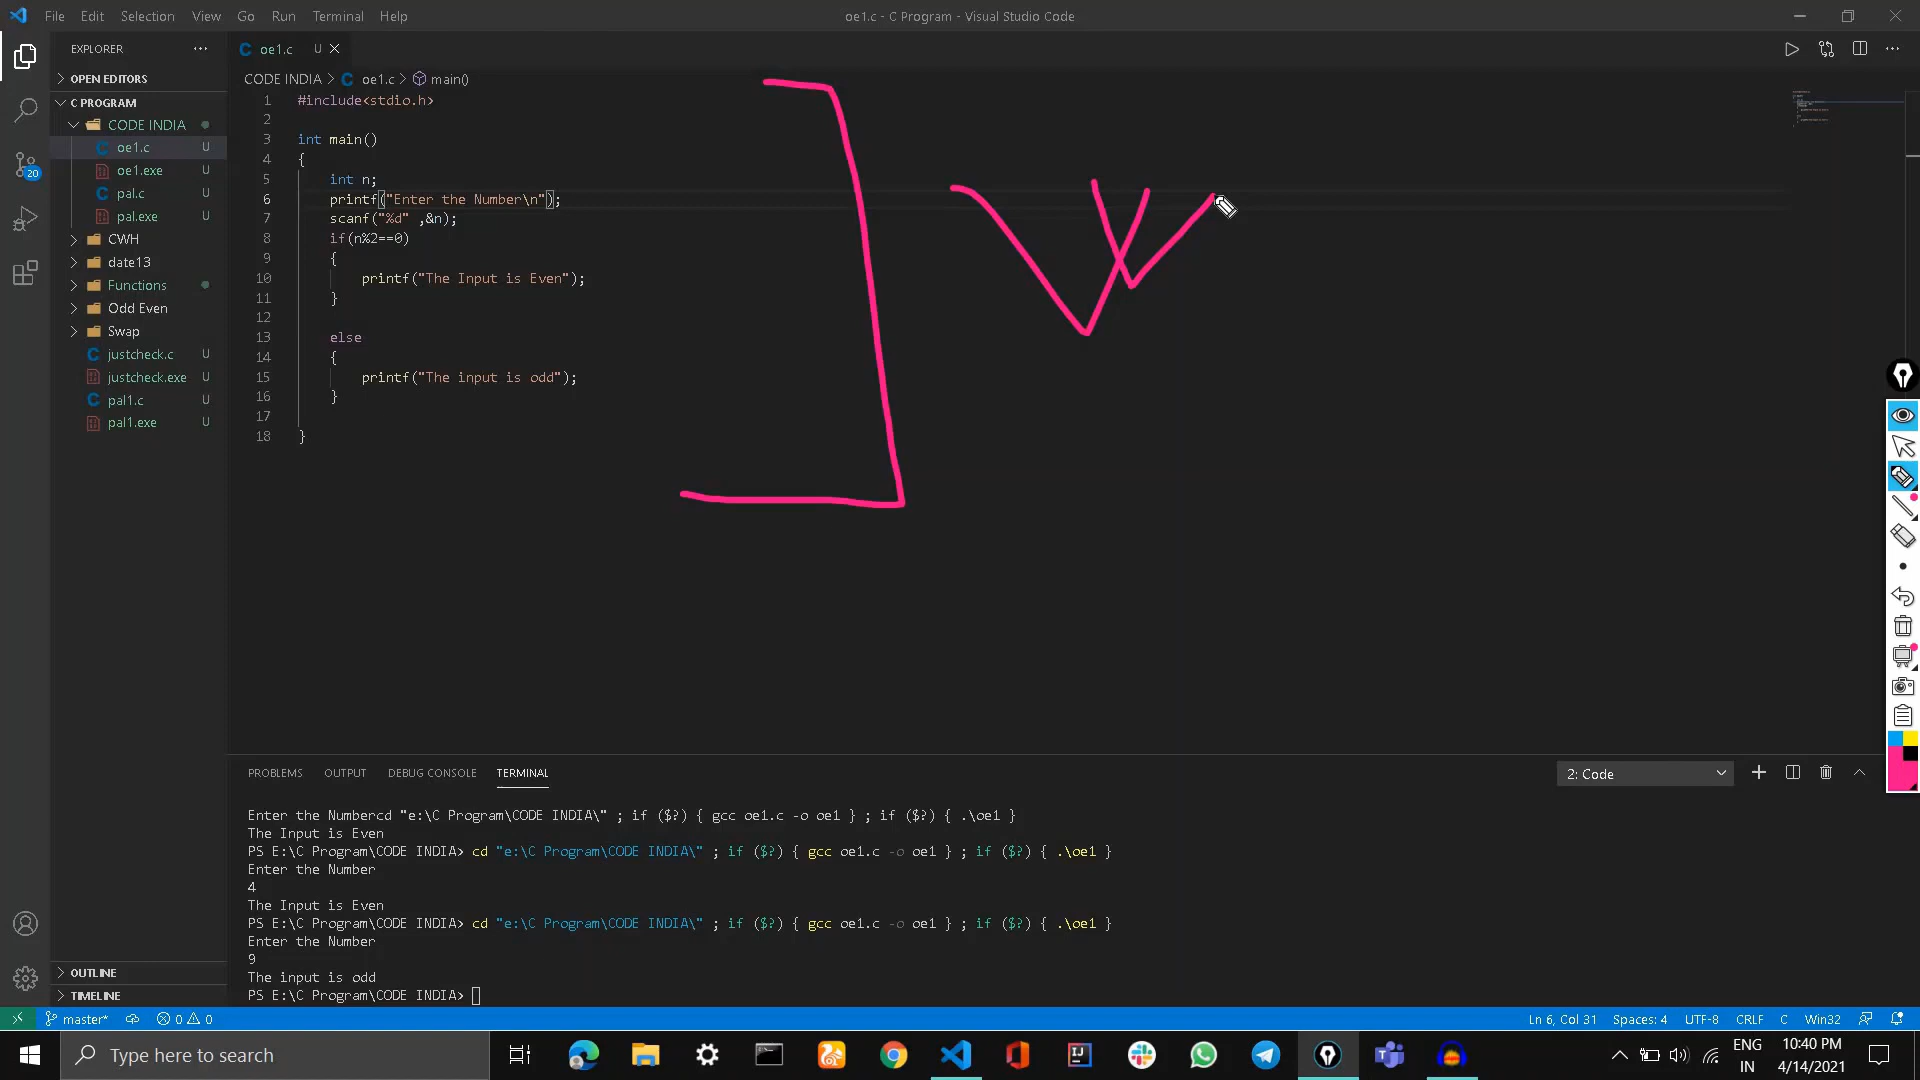 File Edit Selection View Go Run Terminal Help
oe1.c - C Program - Visual Studio Code
EXPLORER
oe1.c U
OPEN EDITORS
CODE INDIA > oe1.c > main()
C PROGRAM
CODE INDIA
oe1.c U
oe1.exe U
pal.c U
pal.exe U
CWH
date13
Functions
Odd Even
Swap
justcheck.c U
justcheck.exe U
pal1.c U
pal1.exe U
OUTLINE
TIMELINE
20
1 #include<stdio.h>
2
3 int main()
4 {
5 int n;
6 printf("Enter the Number\n");
7 scanf("%d" ,&n);
8 if(n%2==0)
9 {
10 printf("The Input is Even");
11 }
12
13 else
14 {
15 printf("The input is odd");
16 }
17
18 }
W
PROBLEMS OUTPUT DEBUG CONSOLE TERMINAL
2: Code
Enter the Numbercd "e:\C Program\CODE INDIA\" ; if ($?) { gcc oe1.c -o oe1 } ; if ($?) { .\oe1 }
The Input is Even
PS E:\C Program\CODE INDIA> cd "e:\C Program\CODE INDIA\" ; if ($?) { gcc oe1.c -o oe1 } ; if ($?) { .\oe1 }
Enter the Number
4
The Input is Even
PS E:\C Program\CODE INDIA> cd "e:\C Program\CODE INDIA\" ; if ($?) { gcc oe1.c -o oe1 } ; if ($?) { .\oe1 }
Enter the Number
9
The input is odd
PS E:\C Program\CODE INDIA>
master* 0 0
Ln 6, Col 31 Spaces: 4 UTF-8 CRLF C Win32
Type here to search
ENG
IN
10:40 PM
4/14/2021